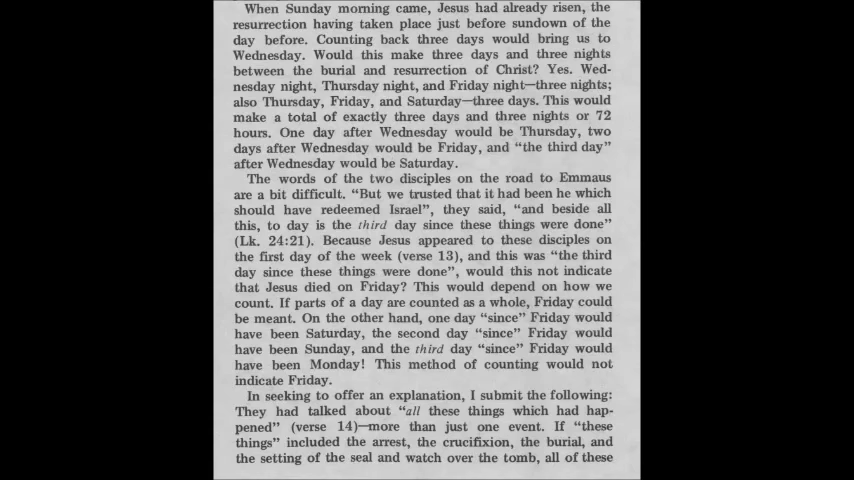 When Sunday morning came, Jesus had already risen, the
resurrection having taken place just before sundown of the
day before. Counting back three days would bring us to
Wednesday. Would this make three days and three nights
between the burial and resurrection of Christ? Yes. Wed-
nesday night, Thursday night, and Friday night—three nights;
also Thursday, Friday, and Saturday—three days. This would
make a total of exactly three days and three nights or 72
hours. One day after Wednesday would be Thursday, two
days after Wednesday would be Friday, and “the third day”
after Wednesday would be Saturday.
The words of the two disciples on the road to Emmaus
are a bit difficult. “But we trusted that it had been he which
should have redeemed Israel”, they said, “and beside all
this, to day is the third day since these things were done”
(Lk. 24:21). Because Jesus appeared to these disciples on
the first day of the week (verse 13), and this was “the third
day since these things were done”, would this not indicate
that Jesus died on Friday? This would depend on how we
count. If parts of a day are counted as a whole, Friday could
be meant. On the other hand, one day “since” Friday would
have been Saturday, the second day “since” Friday would
have been Sunday, and the third day “since” Friday would
have been Monday! This method of counting would not
indicate Friday.
In seeking to offer an explanation, I submit the following:
They had talked about “all these things which had hap-
pened” (verse 14)—more than just one event. If “these
things” included the arrest, the crucifixion, the burial, and
the setting of the seal and watch over the tomb, all of these